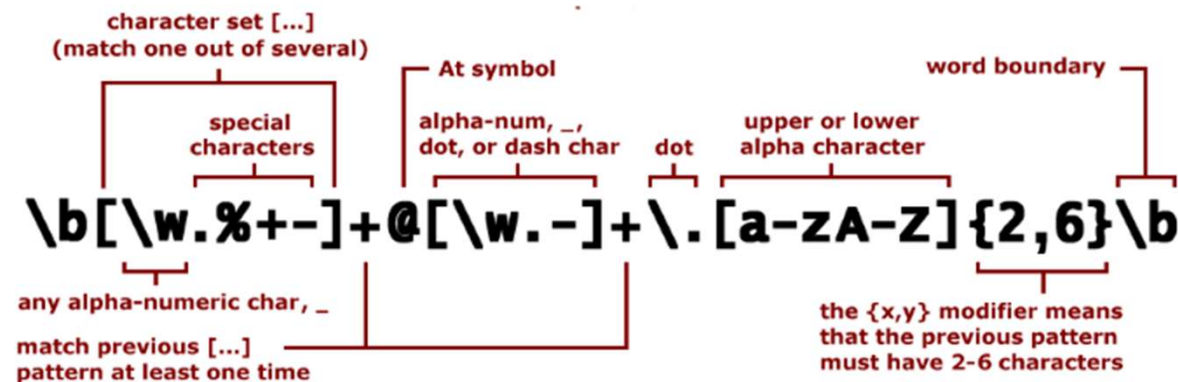 character set [...]
(match one out of several)
At symbol
word boundary
special
characters
alpha-num, _,
dot, or dash char
dot
upper or lower
alpha character
\b[\w.%+-]+@[\w.-]+\.[a-zA-Z]{2,6}\b
any alpha-numeric char, _
match previous [...]
pattern at least one time
the {x,y} modifier means
that the previous pattern
must have 2-6 characters